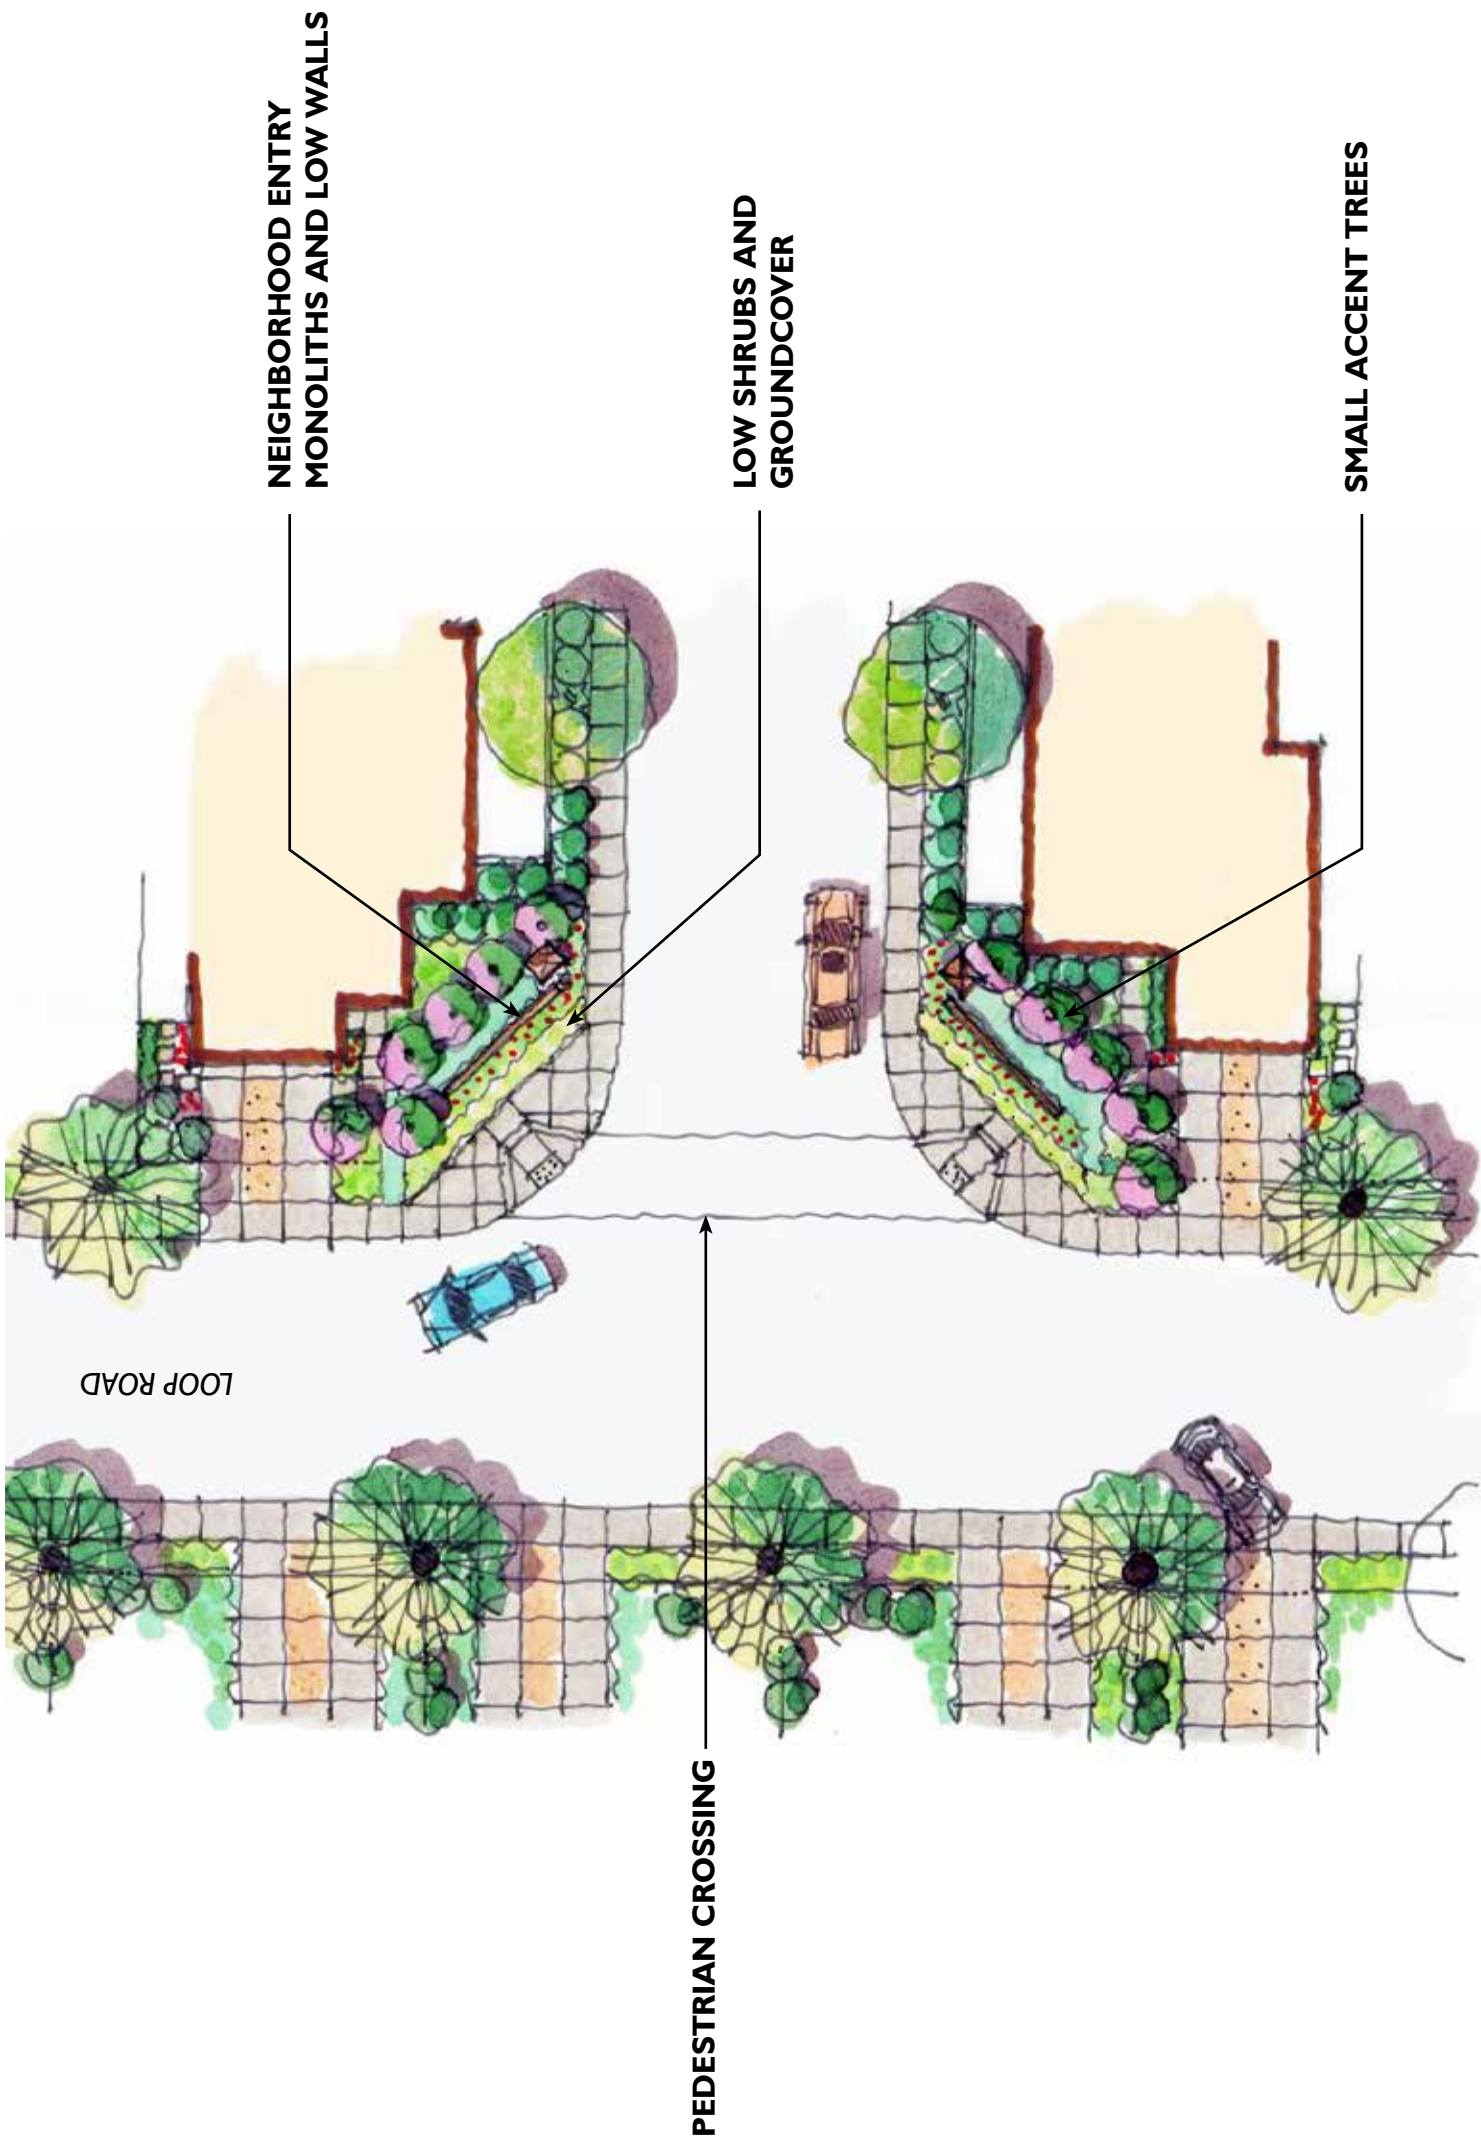 NEIGHBORHOOD ENTRY
MONOLITHS AND LOW WALLS
LOW SHRUBS AND
GROUNDCOVER
SMALL ACCENT TREES
LOOP ROAD
PEDESTRIAN CROSSING